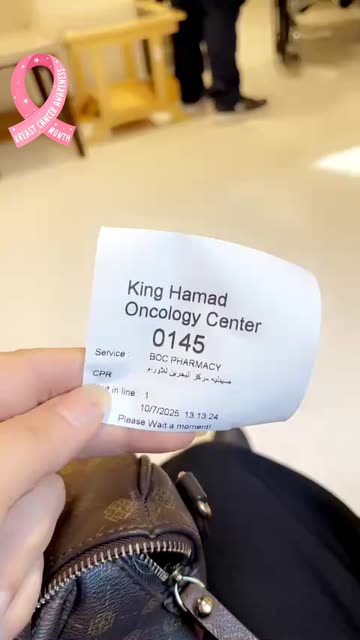 BREAST CANCER AWARENESS
MONTH
King Hamad
Oncology Center
0145
Service BOC PHARMACY
صيدلية مركز البحرين للأورام
CPR
in line 1
10/7/2025 13:13:24
Please Wait a moment!